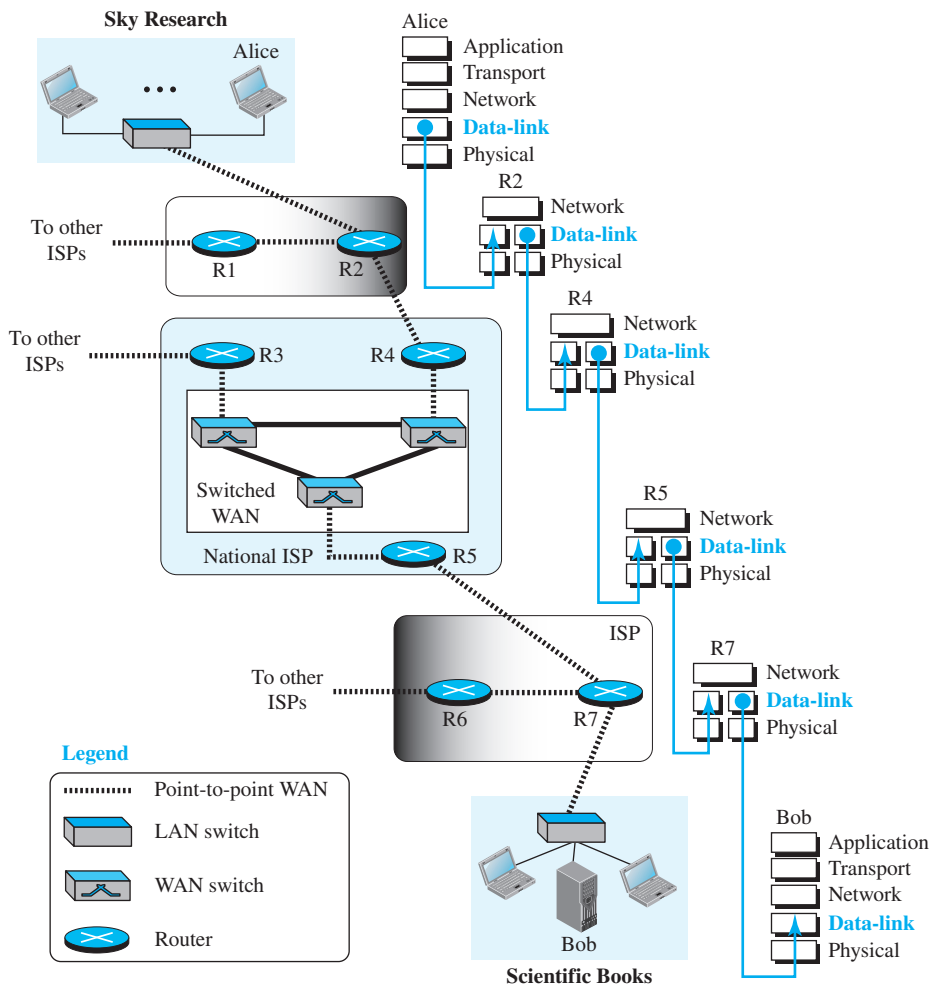 Sky Research
Alice
To other
ISPs
R1
R2
To other
ISPs
R3
R4
Switched
WAN
National ISP
R5
ISP
To other
ISPs
R6
R7
Bob
Scientific Books
Legend
Point-to-point WAN
LAN switch
WAN switch
Router
Alice
Application
Transport
Network
Data-link
Physical
R2
Network
Data-link
Physical
R4
Network
Data-link
Physical
R5
Network
Data-link
Physical
R7
Network
Data-link
Physical
Bob
Application
Transport
Network
Data-link
Physical